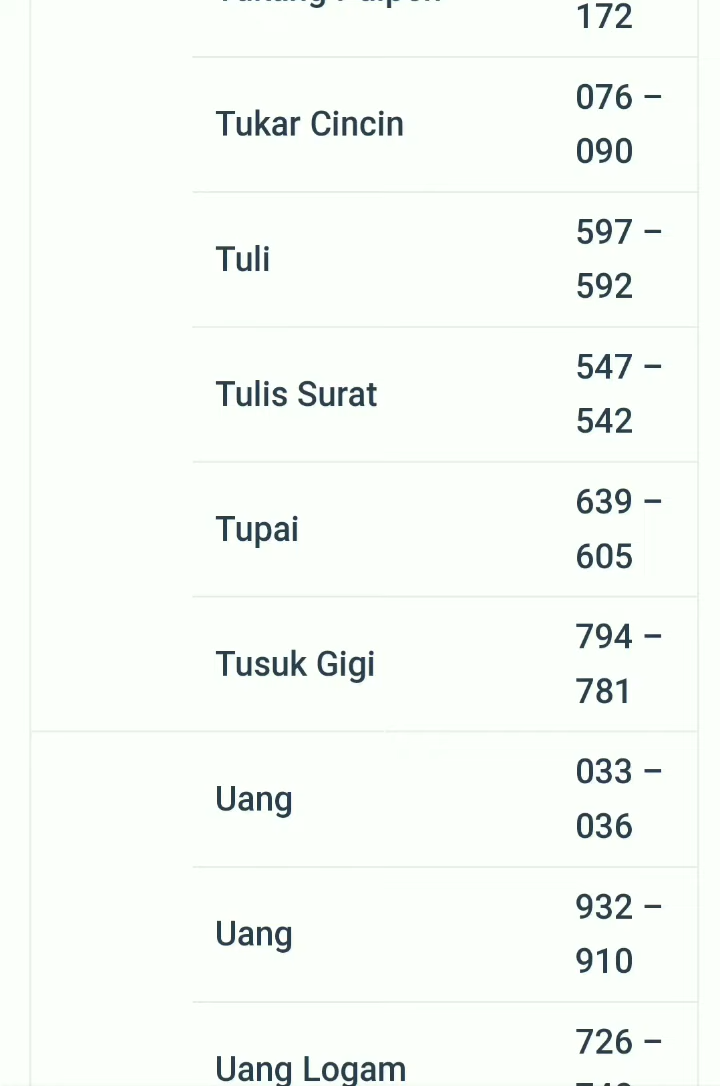 172
Tukar Cincin
076 –
090
Tuli
597 –
592
Tulis Surat
547 –
542
Tupai
639 –
605
Tusuk Gigi
794 –
781
Uang
033 –
036
Uang
932 –
910
Uang Logam
726 –